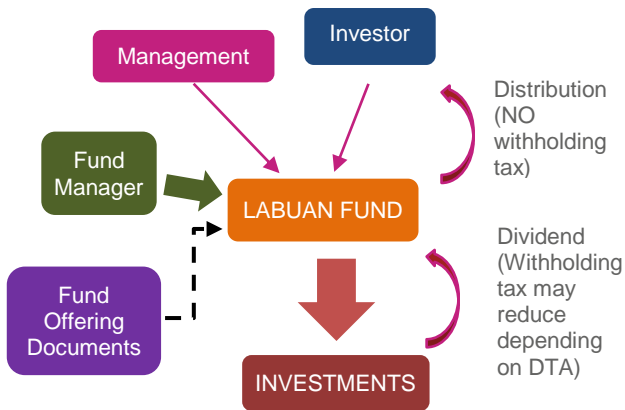 Management
Investor
Distribution
(NO
withholding
tax)
Fund
Manager
LABUAN FUND
Dividend
(Withholding
tax may
reduce
depending
on DTA)
Fund
Offering
Documents
INVESTMENTS